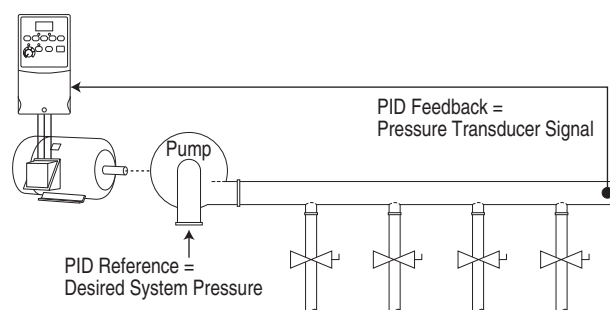 PID Feedback =
Pressure Transducer Signal
Pump
PID Reference =
Desired System Pressure